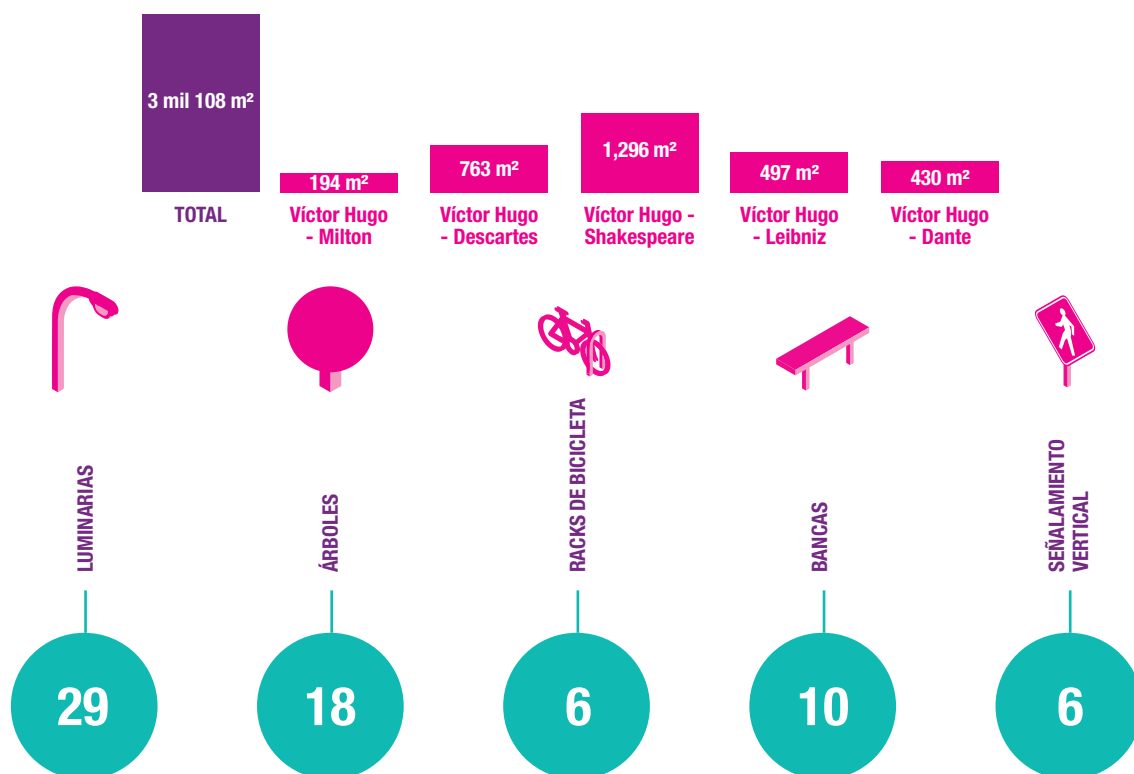 3 mil 108 m²
194 m²
763 m²
1,296 m²
497 m²
430 m²
TOTAL
Víctor Hugo
- Milton
Víctor Hugo
- Descartes
Víctor Hugo -
Shakespeare
Víctor Hugo
- Leibniz
Víctor Hugo
- Dante
LUMINARIAS
ÁRBOLES
RACKS DE BICICLETA
BANCAS
SEÑALAMIENTO
VERTICAL
29
18
6
10
6